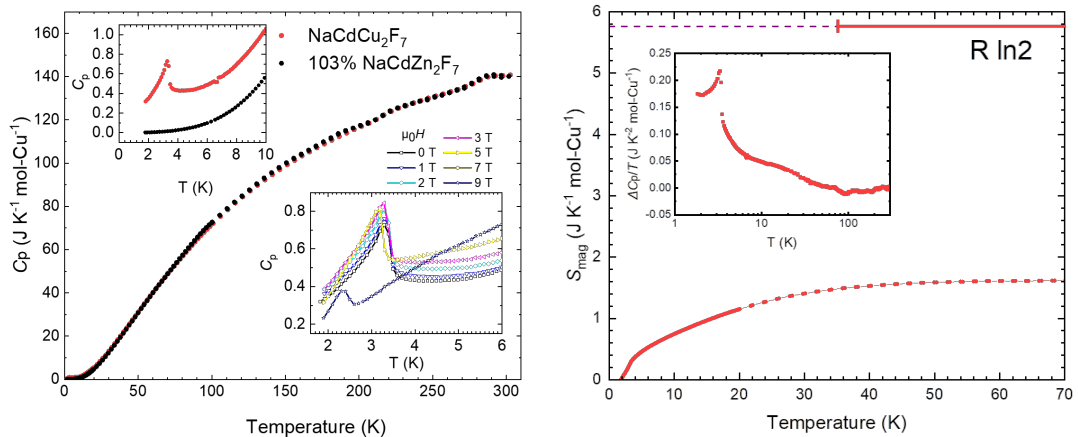 NaCdCu₂F₇
103% NaCdZn₂F₇
Cₚ (J K⁻¹ mol-Cu⁻¹)
160
140
120
100
80
60
40
20
0
0 50 100 150 200 250 300
Temperature (K)
Cₚ
1.0
0.8
0.6
0.4
0.2
0.0
0 2 4 6 8 10
T (K)
μ₀H
0 T
1 T
2 T
3 T
5 T
7 T
9 T
Cₚ
0.8
0.6
0.4
0.2
2 3 4 5 6
T (K)
R ln2
Smag (J K⁻¹ mol-Cu⁻¹)
6
5
4
3
2
1
0
0 10 20 30 40 50 60 70
Temperature (K)
ΔCp/T (J K⁻² mol-Cu⁻¹)
0.25
0.20
0.15
0.10
0.05
0.00
-0.05
10 100
T (K)